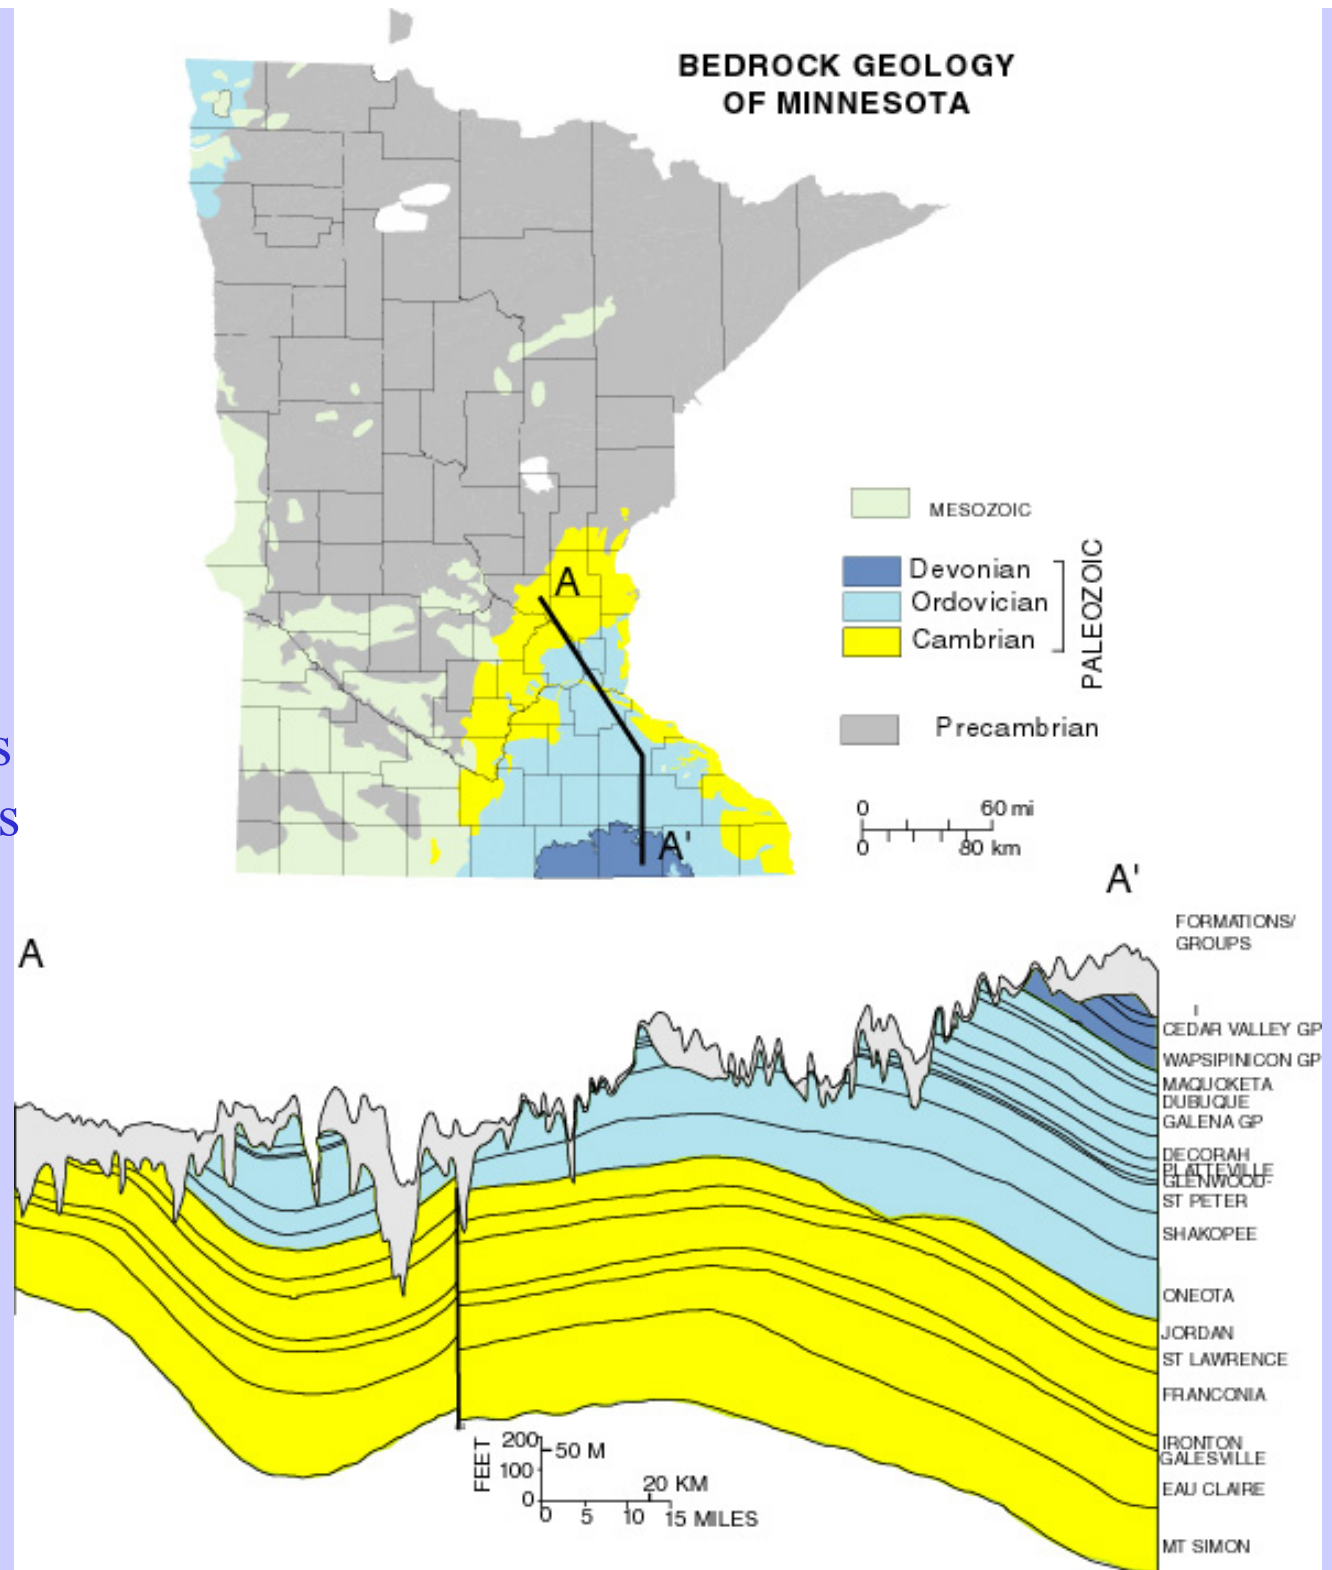 BEDROCK GEOLOGY
OF MINNESOTA
A
MESOZOIC
Devonian
Ordovician
Cambrian
PALEOZOIC
Precambrian
s
s
0 60 mi
0 80 km
A'
A'
A
FORMATIONS/
GROUPS
CEDAR VALLEY GP
WAPSIPINICON GP
MAQUOKETA
DUBUQUE
GALENA GP
DECORAH
PLATTEVILLE
GLENWOOD-
ST PETER
SHAKOPEE
ONEOTA
JORDAN
ST LAWRENCE
FRANCONIA
IRONTON
GALESVILLE
EAU CLAIRE
MT SIMON
FEET
200
50 M
100
20 KM
0
0 5 10 15 MILES